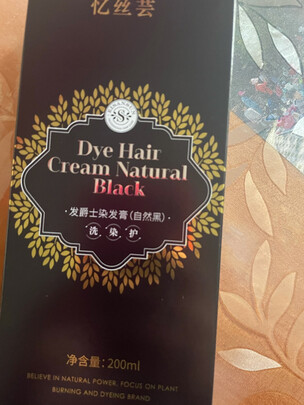 忆丝芸
S
Dye Hair
Cream Natural
Black
发爵士染发膏(自然黑)
洗 染 护
净含量:200ml
BELIEVE IN NATURAL POWER, FOCUS ON PLANT
BURNING AND DYEING BRAND